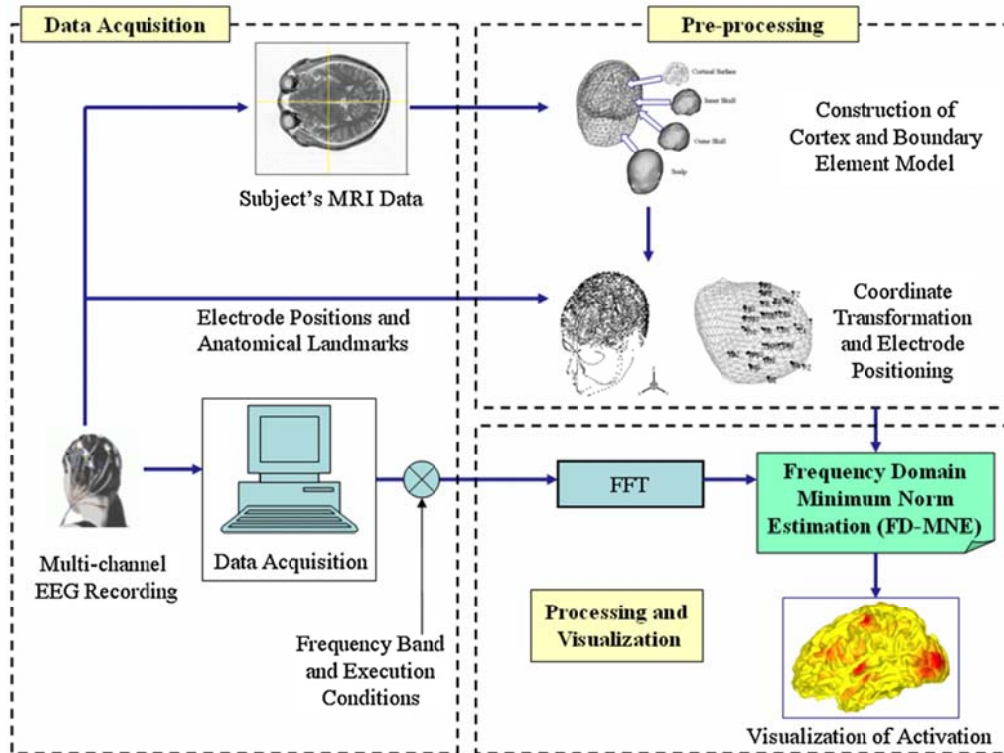 Data Acquisition
Subject's MRI Data
Electrode Positions and
Anatomical Landmarks
Multi-channel
EEG Recording
Data Acquisition
Frequency Band
and Execution
Conditions
Pre-processing
Cortical Surface
Inner Skull
Outer Skull
Scalp
Construction of
Cortex and Boundary
Element Model
Coordinate
Transformation
and Electrode
Positioning
FFT
Frequency Domain
Minimum Norm
Estimation (FD-MNE)
Processing and
Visualization
Visualization of Activation